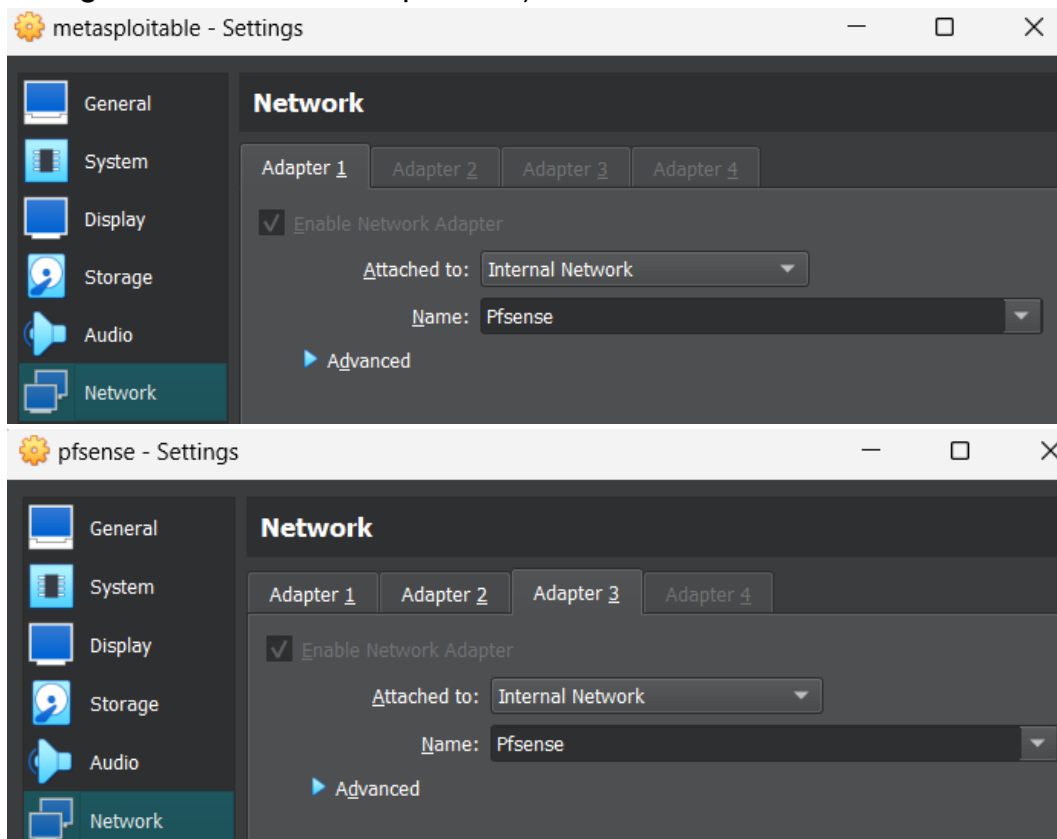 metasploitable - Settings
General
Network
System
Adapter 1 Adapter 2 Adapter 3 Adapter 4
Display
Enable Network Adapter
Attached to: Internal Network
Storage
Name: Pfsense
Audio
Advanced
Network
pfsense - Settings
General
Network
System
Adapter 1 Adapter 2 Adapter 3 Adapter 4
Display
Enable Network Adapter
Attached to: Internal Network
Storage
Name: Pfsense
Audio
Advanced
Network